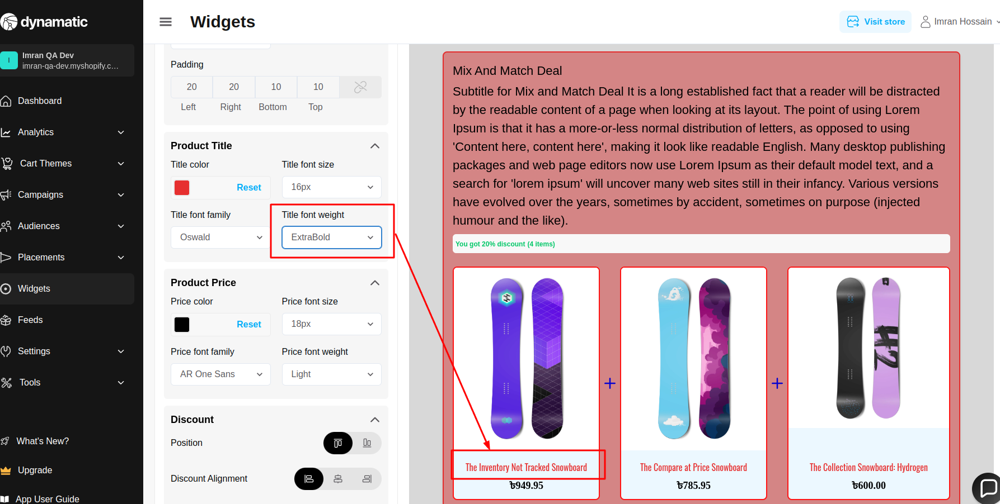 dynamatic
I
Imran QA Dev
imran-qa-dev.myshopify.c...
Dashboard
Analytics
Cart Themes
Campaigns
Audiences
Placements
Widgets
Feeds
Settings
Tools
What's New?
Upgrade
App User Guide
Widgets
Visit store
Imran Hossain
Padding
20 20 10 10
Left Right Bottom Top
Product Title
Title color Title font size
Reset 16px
Title font family Title font weight
Oswald ExtraBold
Product Price
Price color Price font size
Reset 18px
Price font family Price font weight
AR One Sans Light
Discount
Position
Discount Alignment
Mix And Match Deal
Subtitle for Mix and Match Deal It is a long established fact that a reader will be distracted
by the readable content of a page when looking at its layout. The point of using Lorem
Ipsum is that it has a more-or-less normal distribution of letters, as opposed to using
'Content here, content here', making it look like readable English. Many desktop publishing
packages and web page editors now use Lorem Ipsum as their default model text, and a
search for 'lorem ipsum' will uncover many web sites still in their infancy. Various versions
have evolved over the years, sometimes by accident, sometimes on purpose (injected
humour and the like).
You got 20% discount (4 items)
+ +
The Inventory Not Tracked Snowboard The Compare at Price Snowboard The Collection Snowboard: Hydrogen
৳949.95 ৳785.95 ৳600.00